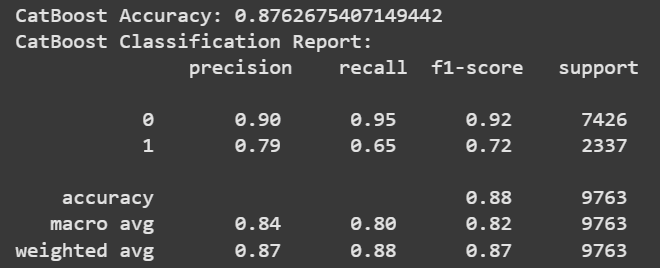 CatBoost Accuracy: 0.8762675407149442
CatBoost Classification Report:
precision recall f1-score support
0 0.90 0.95 0.92 7426
1 0.79 0.65 0.72 2337
accuracy 0.88 9763
macro avg 0.84 0.80 0.82 9763
weighted avg 0.87 0.88 0.87 9763